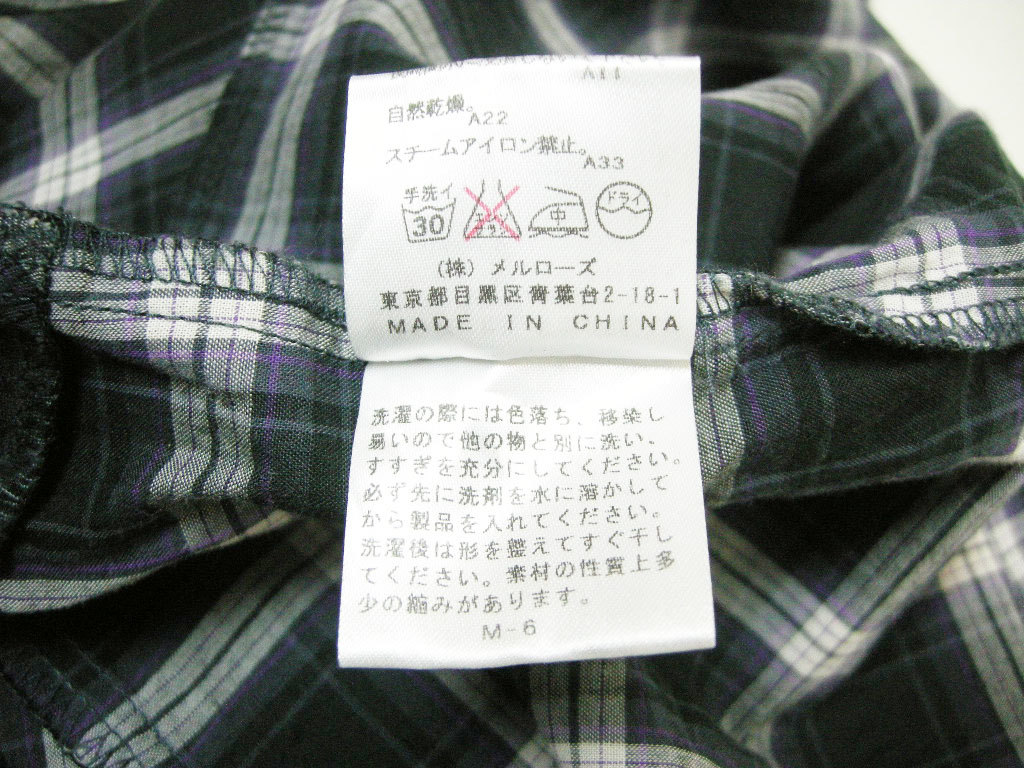 A11
自然乾燥。A22
スチームアイロン禁止。A33
手洗イ 30 エンソサラシ 中 ドライ
(株) メルローズ
東京都目黒区青葉台2-18-1
MADE IN CHINA
洗濯の際には色落ち、移染し
易いので他の物と別に洗い、
すすぎを充分にしてください。
必ず先に洗剤を水に溶かして
から製品を入れてください。
洗濯後は形を整えてすぐ干し
てください。素材の性質上多
少の縮みがあります。
M-6